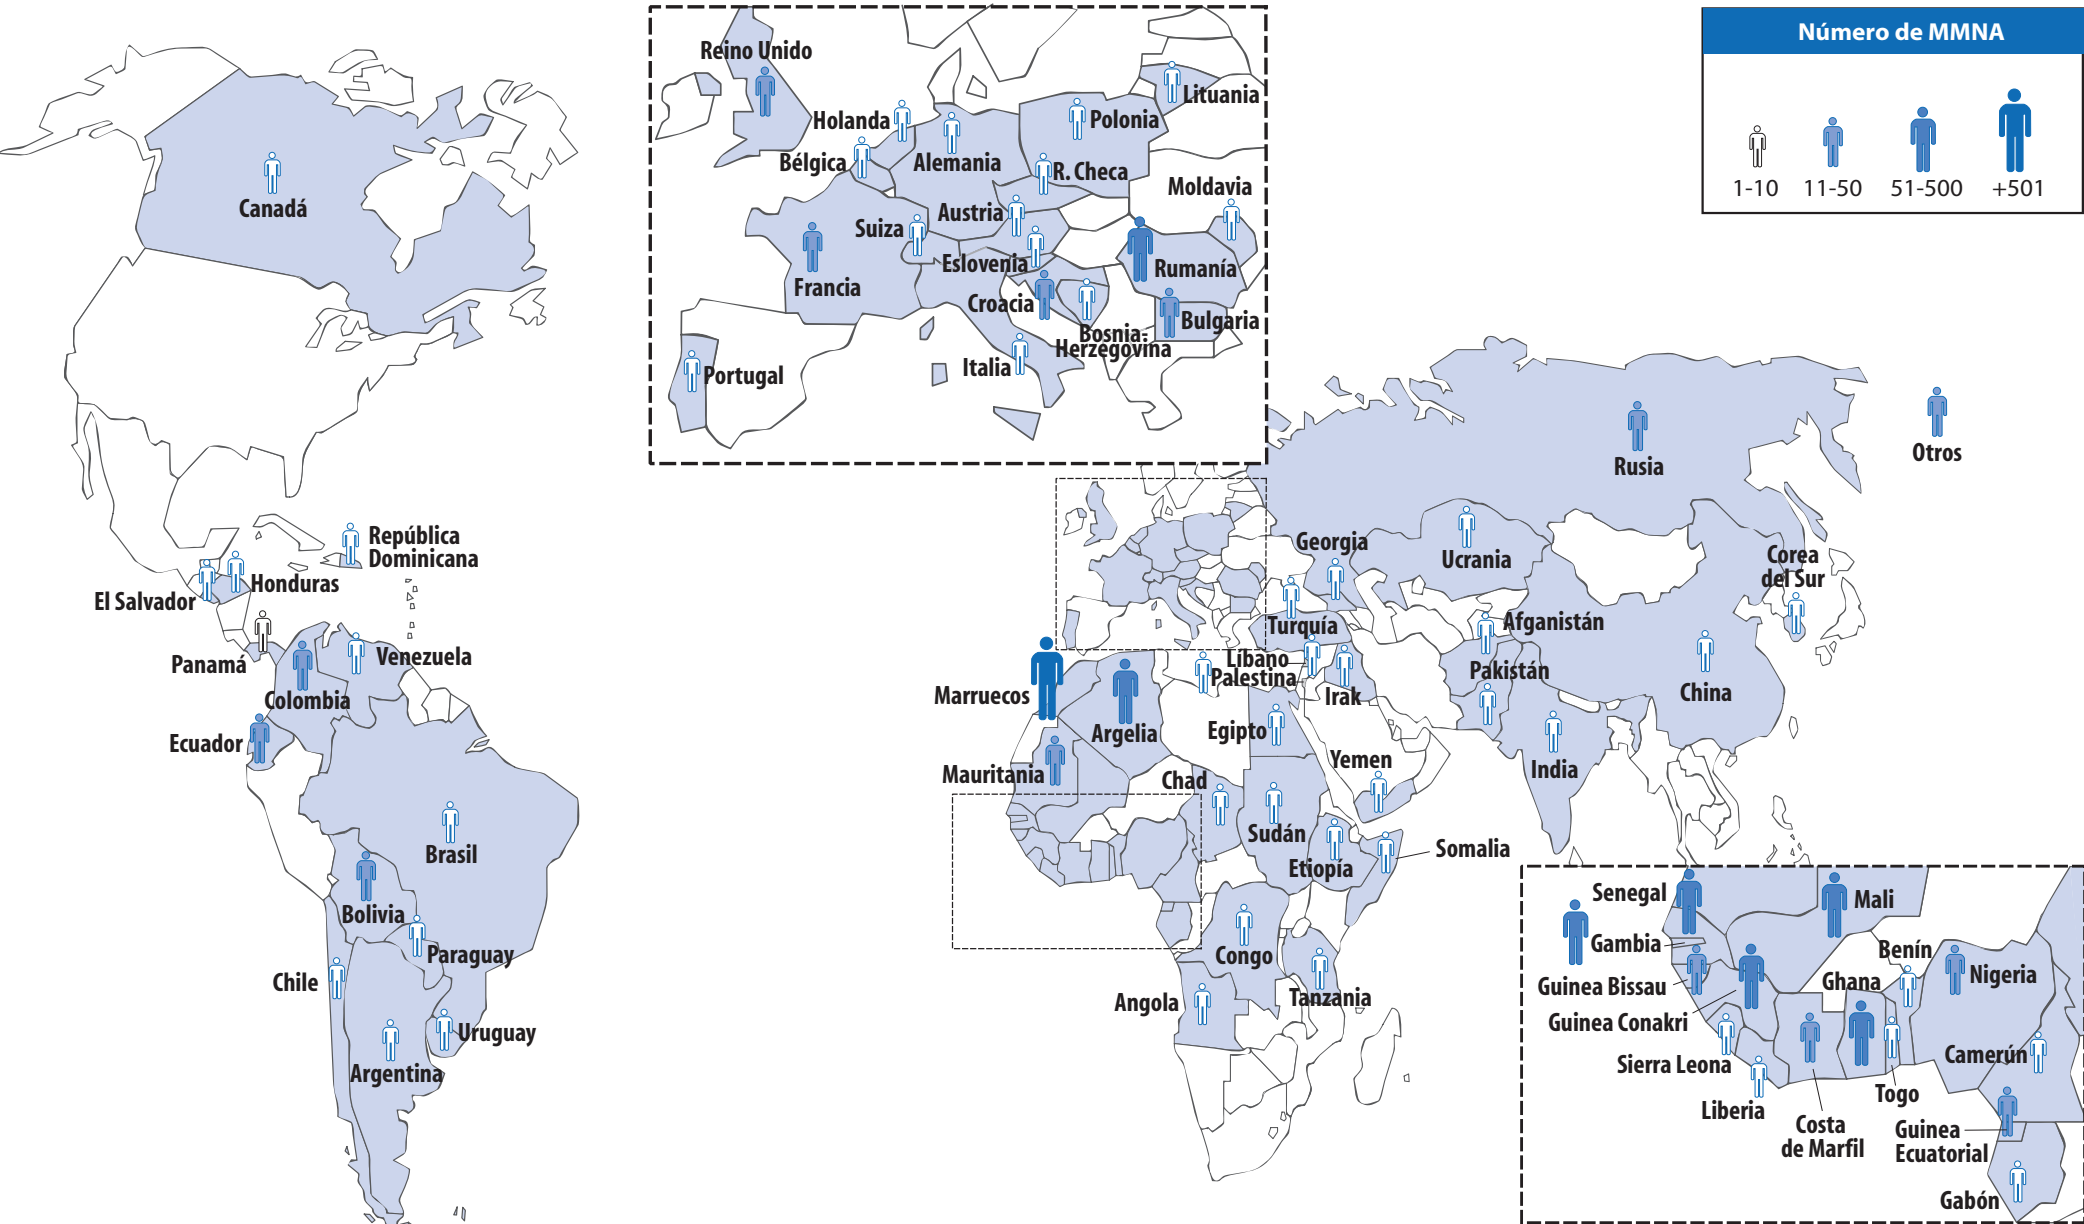 Número de MMNA
1-10
11-50
51-500
+501
Reino Unido
Holanda
Bélgica
Alemania
Polonia
Lituania
R. Checa
Moldavia
Austria
Suiza
Eslovenia
Francia
Croacia
Rumanía
Bosnia-
Herzegovina
Bulgaria
Italia
Portugal
Canadá
República
Dominicana
Honduras
El Salvador
Panamá
Venezuela
Colombia
Ecuador
Brasil
Bolivia
Paraguay
Chile
Uruguay
Argentina
Rusia
Otros
Georgia
Ucrania
Corea
del Sur
Turquía
Afganistán
Líbano
Palestina
Irak
Pakistán
China
Marruecos
Argelia
Egipto
India
Mauritania
Chad
Yemen
Sudán
Etiopía
Somalia
Congo
Angola
Tanzania
Senegal
Mali
Gambia
Benín
Guinea Bissau
Ghana
Nigeria
Guinea Conakri
Sierra Leona
Camerún
Liberia
Togo
Costa
de Marfil
Guinea
Ecuatorial
Gabón